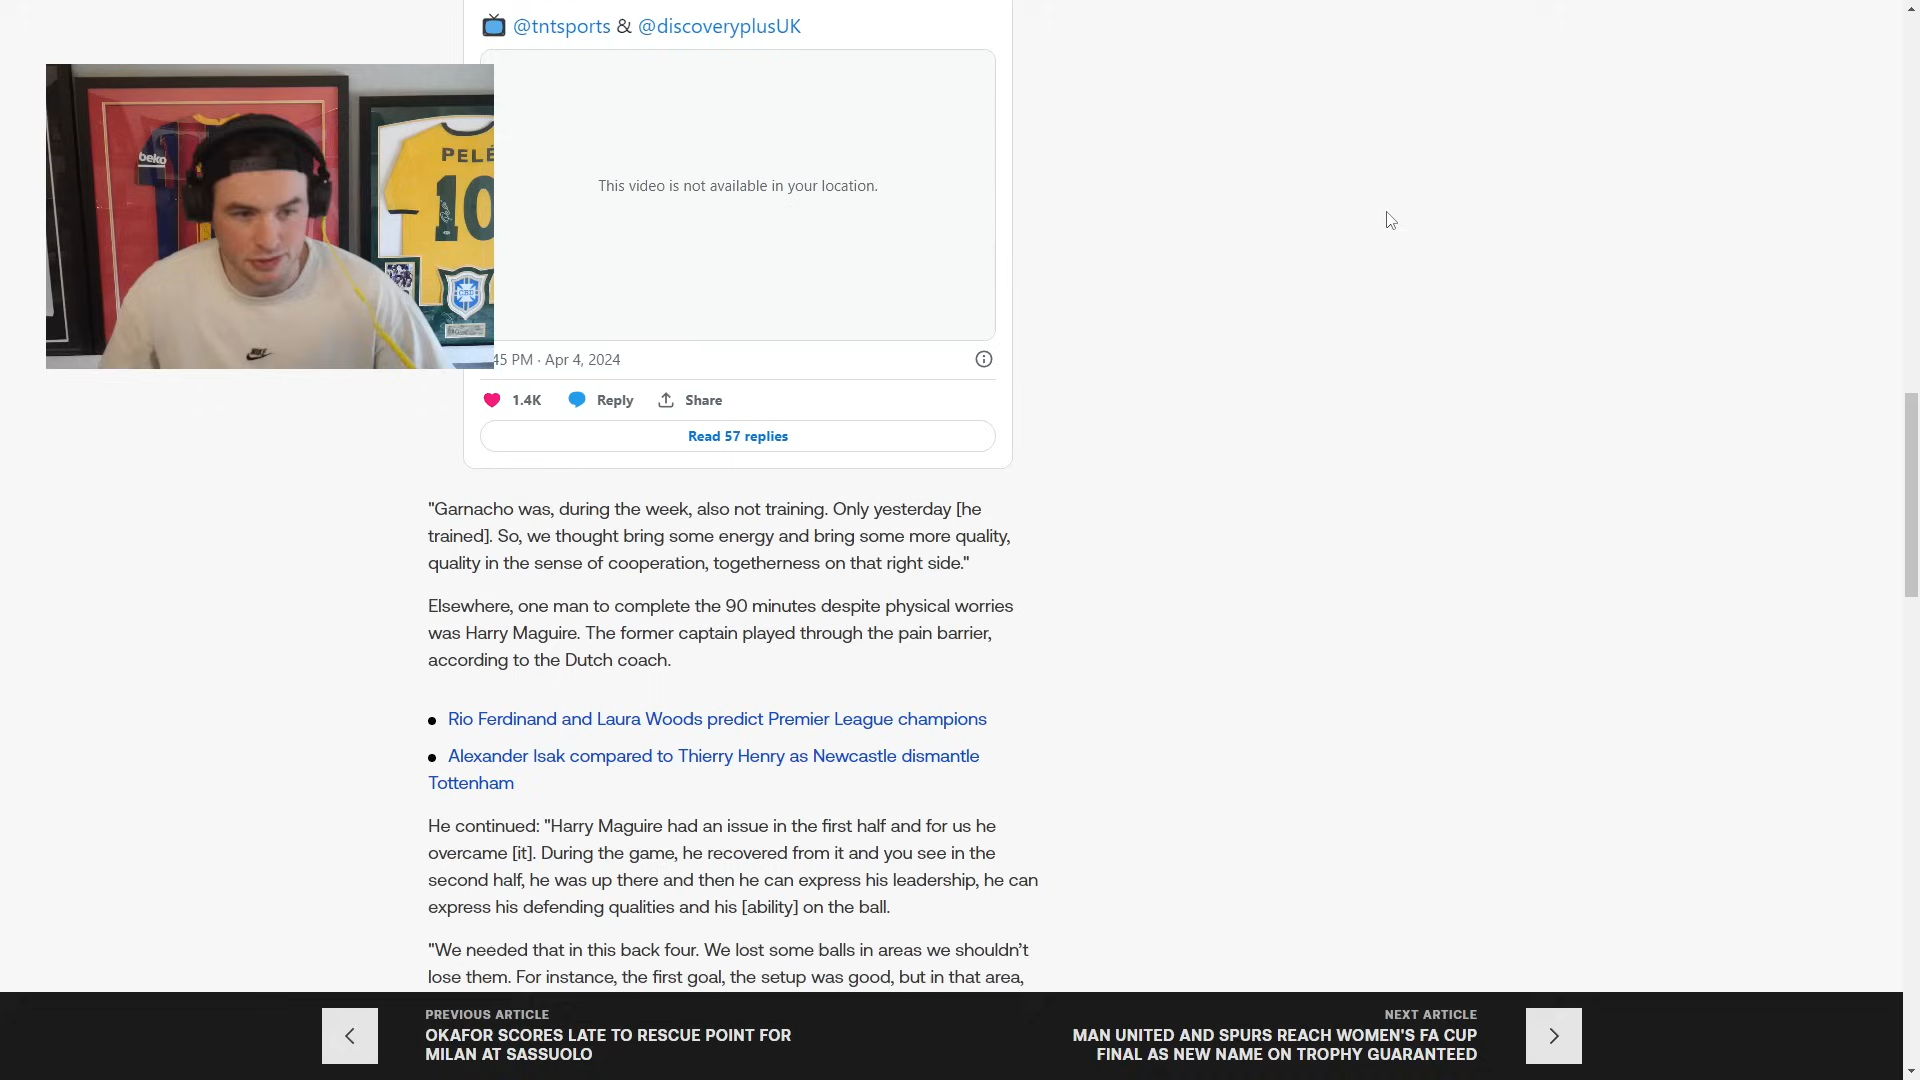 @tntsports & @discoveryplusUK
This video is not available in your location.
beko
PELÉ
10
CBD
45 PM · Apr 4, 2024
1.4K Reply Share
Read 57 replies
"Garnacho was, during the week, also not training. Only yesterday [he
trained]. So, we thought bring some energy and bring some more quality,
quality in the sense of cooperation, togetherness on that right side."
Elsewhere, one man to complete the 90 minutes despite physical worries
was Harry Maguire. The former captain played through the pain barrier,
according to the Dutch coach.
Rio Ferdinand and Laura Woods predict Premier League champions
Alexander Isak compared to Thierry Henry as Newcastle dismantle
Tottenham
He continued: "Harry Maguire had an issue in the first half and for us he
overcame [it]. During the game, he recovered from it and you see in the
second half, he was up there and then he can express his leadership, he can
express his defending qualities and his [ability] on the ball.
"We needed that in this back four. We lost some balls in areas we shouldn’t
lose them. For instance, the first goal, the setup was good, but in that area,
PREVIOUS ARTICLE
OKAFOR SCORES LATE TO RESCUE POINT FOR
MILAN AT SASSUOLO
NEXT ARTICLE
MAN UNITED AND SPURS REACH WOMEN'S FA CUP
FINAL AS NEW NAME ON TROPHY GUARANTEED